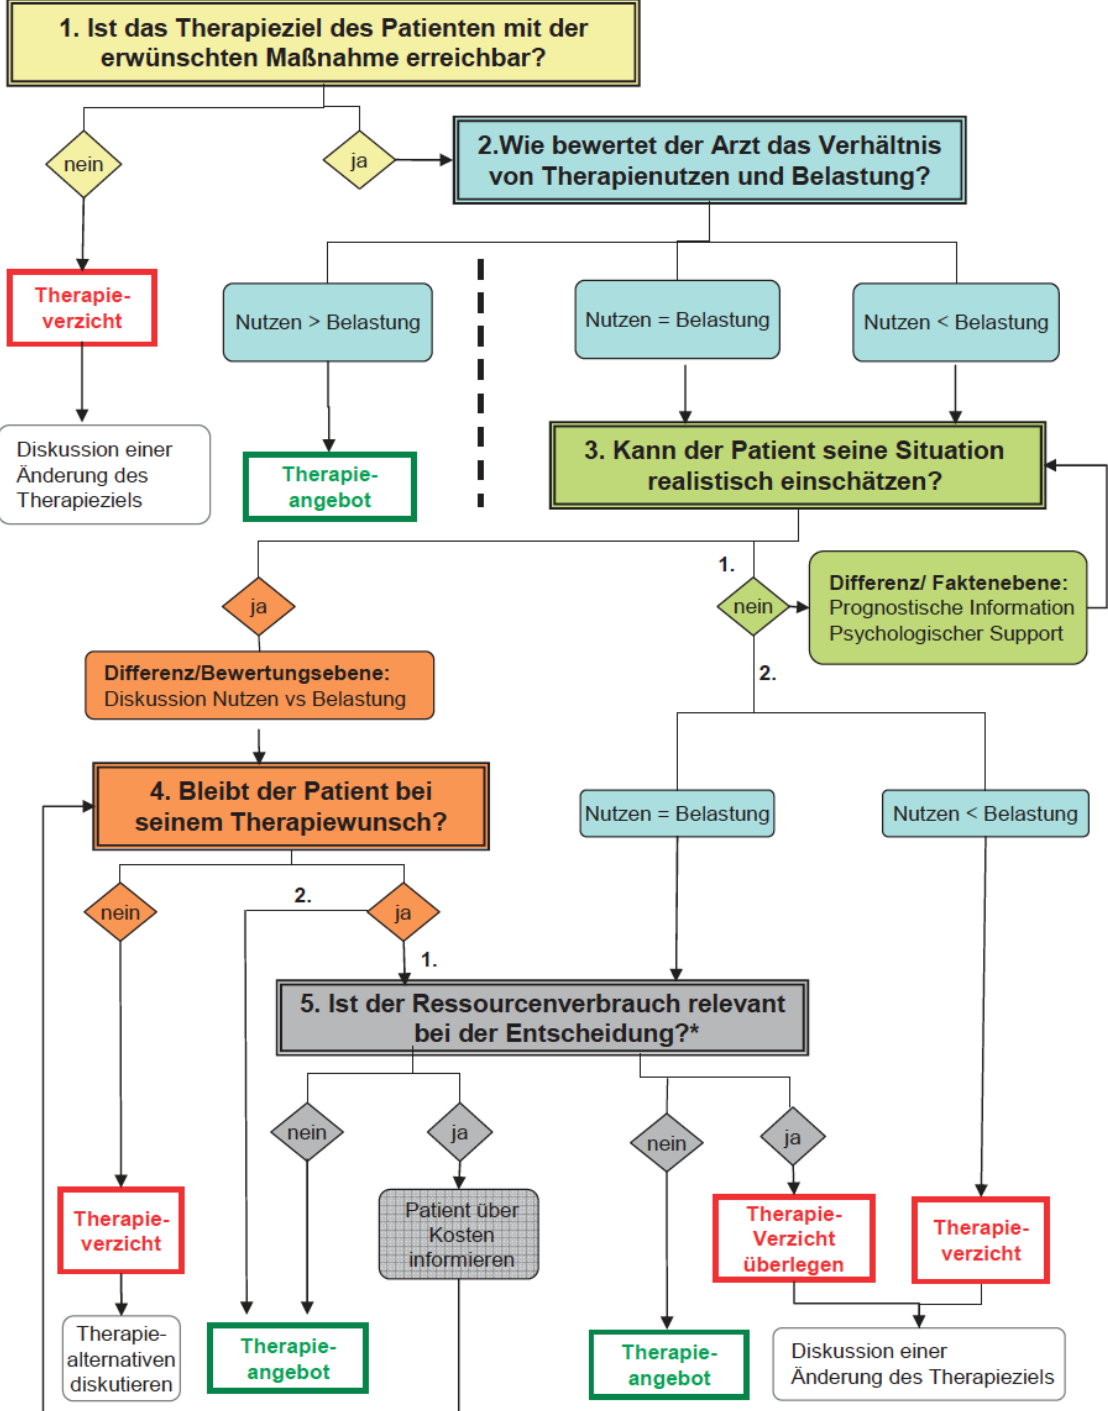 1. Ist das Therapieziel des Patienten mit der
erwünschten Maßnahme erreichbar?
nein
ja
2.Wie bewertet der Arzt das Verhältnis
von Therapienutzen und Belastung?
Therapie-
verzicht
Nutzen > Belastung
Nutzen = Belastung
Nutzen < Belastung
Diskussion einer
Änderung des
Therapieziels
Therapie-
angebot
3. Kann der Patient seine Situation
realistisch einschätzen?
ja
1.
nein
Differenz/ Faktenebene:
Prognostische Information
Psychologischer Support
Differenz/Bewertungsebene:
Diskussion Nutzen vs Belastung
2.
4. Bleibt der Patient bei
seinem Therapiewunsch?
Nutzen = Belastung
Nutzen < Belastung
nein
2.
ja
1.
5. Ist der Ressourcenverbrauch relevant
bei der Entscheidung?*
nein
ja
nein
ja
Therapie-
verzicht
Patient über
Kosten
informieren
Therapie-
Verzicht
überlegen
Therapie-
verzicht
Therapie-
alternativen
diskutieren
Therapie-
angebot
Therapie-
angebot
Diskussion einer
Änderung des Therapieziels